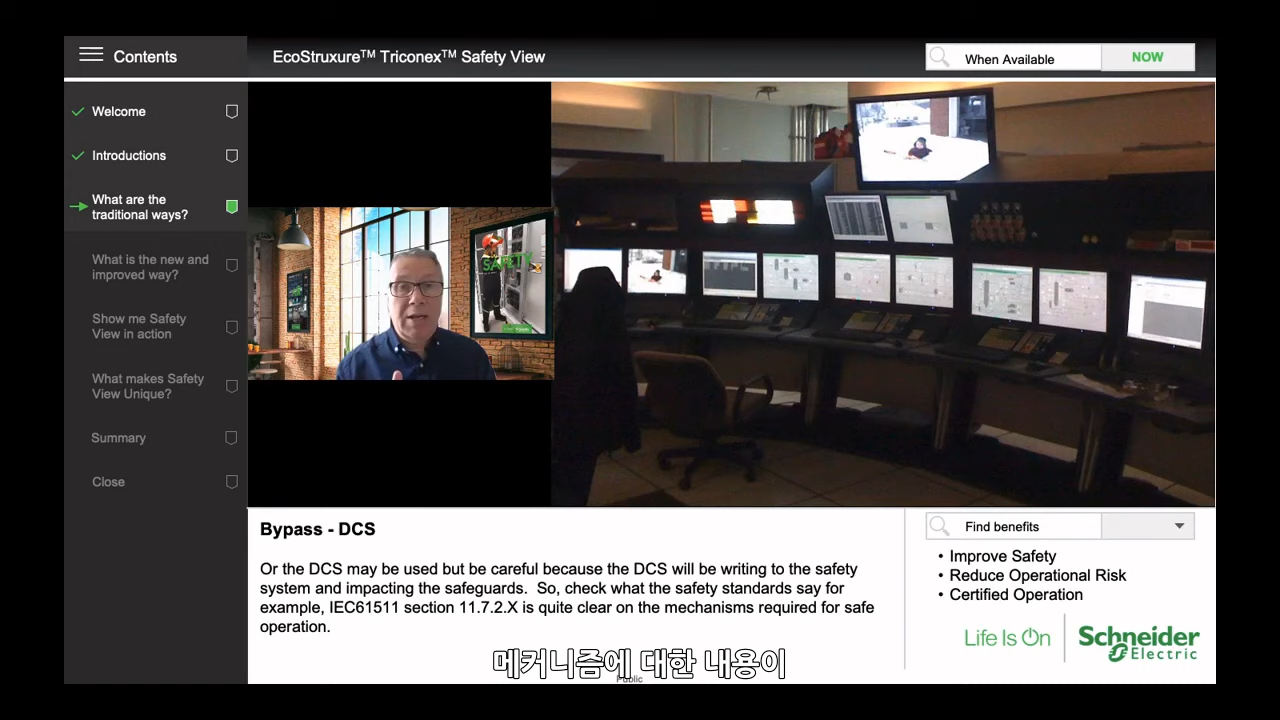 Contents
EcoStruxure™ Triconex™ Safety View
When Available
NOW
Welcome
Introductions
What are the
traditional ways?
What is the new and
improved way?
Show me Safety
View in action
What makes Safety
View Unique?
Summary
Close
SAFETY
Bypass - DCS
Or the DCS may be used but be careful because the DCS will be writing to the safety
system and impacting the safeguards.  So, check what the safety standards say for
example, IEC61511 section 11.7.2.X is quite clear on the mechanisms required for safe
operation.
Find benefits
• Improve Safety
• Reduce Operational Risk
• Certified Operation
Life Is On
Schneider
Electric
메커니즘에 대한 내용이
Public